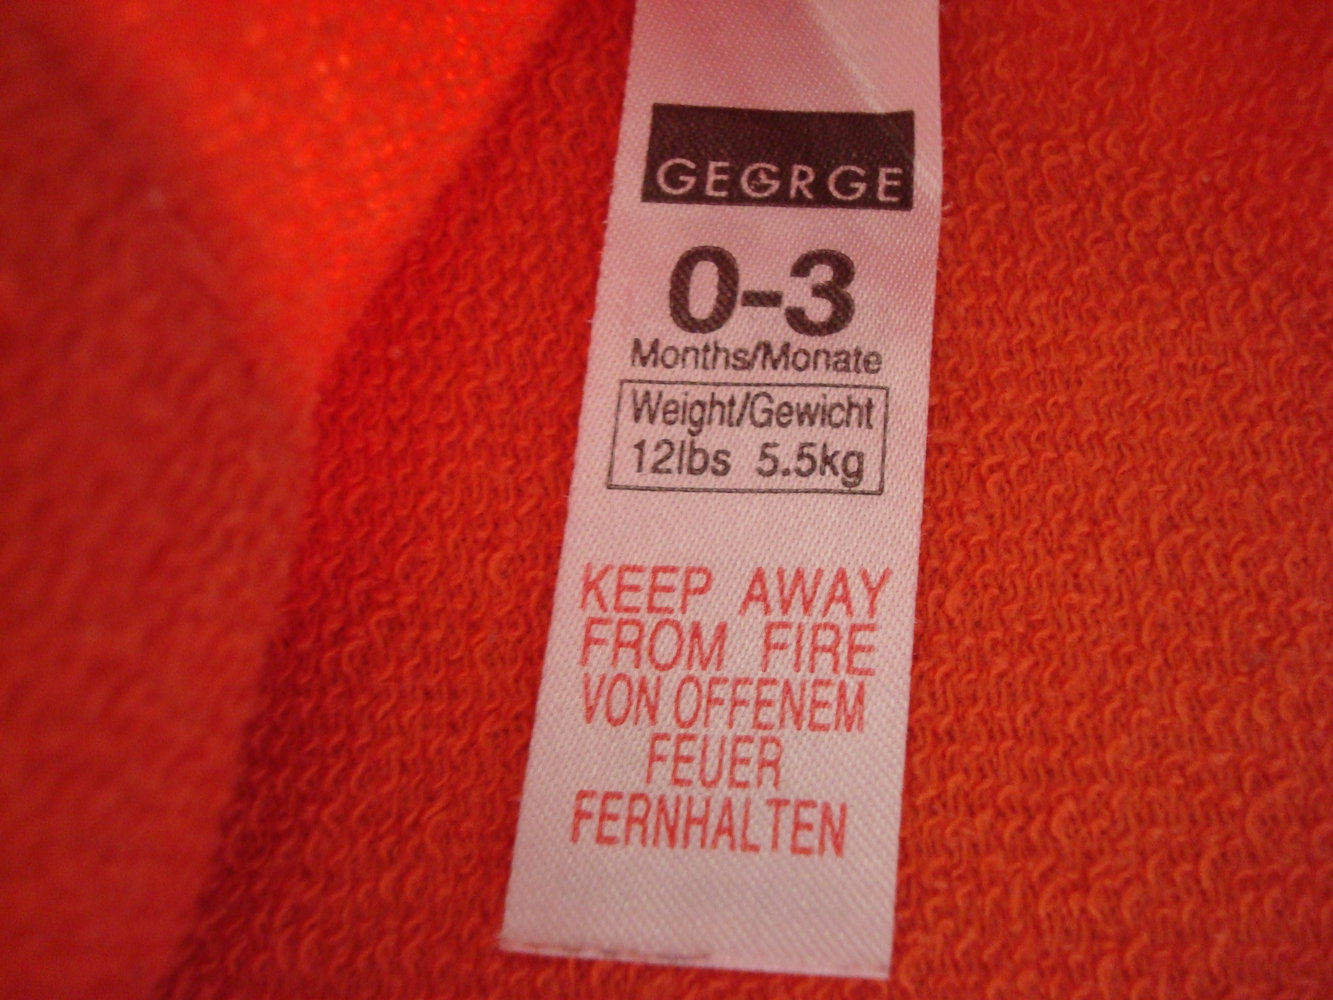 GEORGE
0-3
Months/Monate
Weight/Gewicht
12lbs 5.5kg
KEEP AWAY
FROM FIRE
VON OFFENEM
FEUER
FERNHALTEN